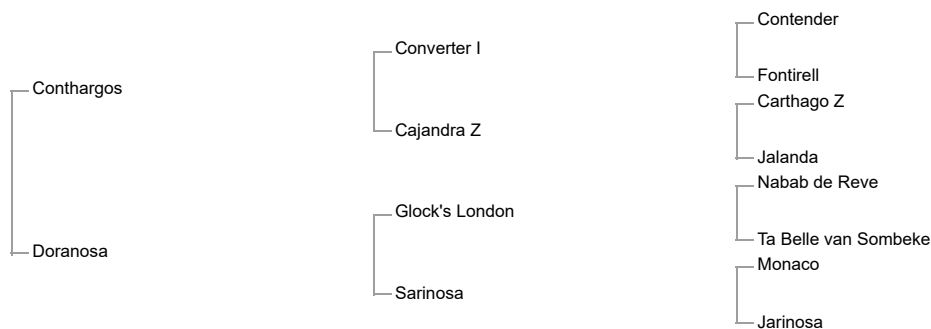 Contender
Converter I
Fontirell
Conthargos
Carthago Z
Cajandra Z
Jalanda
Nabab de Reve
Glock's London
Ta Belle van Sombeke
Doranosa
Monaco
Sarinosa
Jarinosa